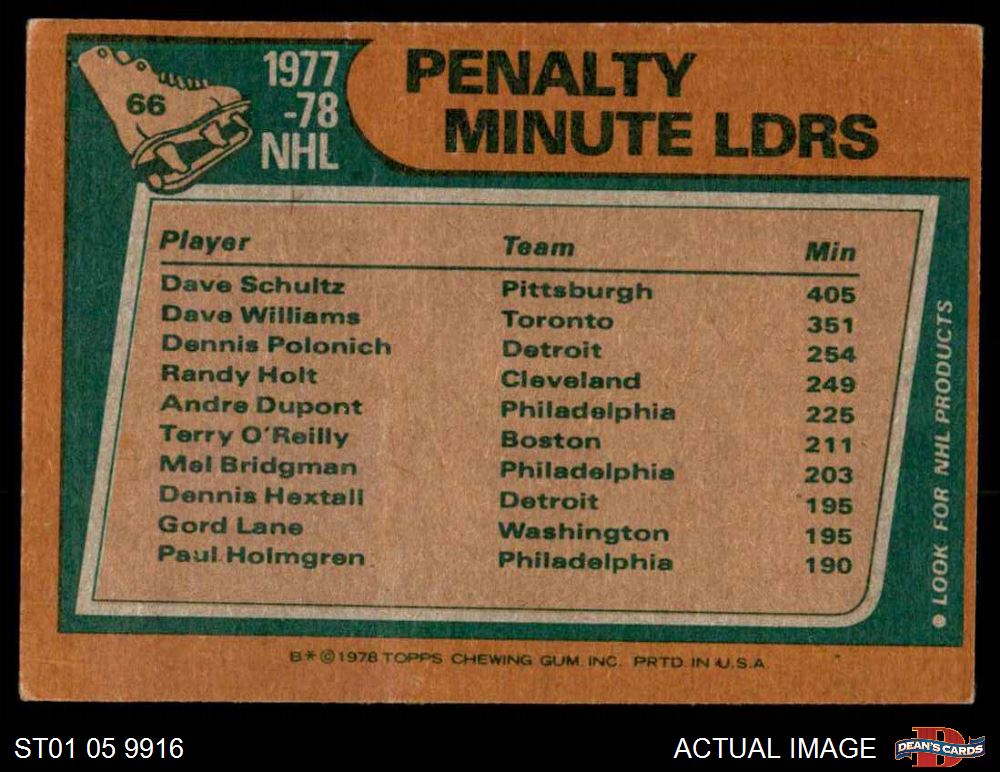 66
1977
-78
NHL
PENALTY
MINUTE LDRS
Player Team Min
Dave Schultz Pittsburgh 405
Dave Williams Toronto 351
Dennis Polonich Detroit 254
Randy Holt Cleveland 249
Andre Dupont Philadelphia 225
Terry O'Reilly Boston 211
Mel Bridgman Philadelphia 203
Dennis Hextall Detroit 195
Gord Lane Washington 195
Paul Holmgren Philadelphia 190
● LOOK FOR NHL PRODUCTS
B*©1978 TOPPS CHEWING GUM. INC. PRTD. IN U.S.A.
ST01 05 9916
ACTUAL IMAGE
D
DEAN'S CARDS